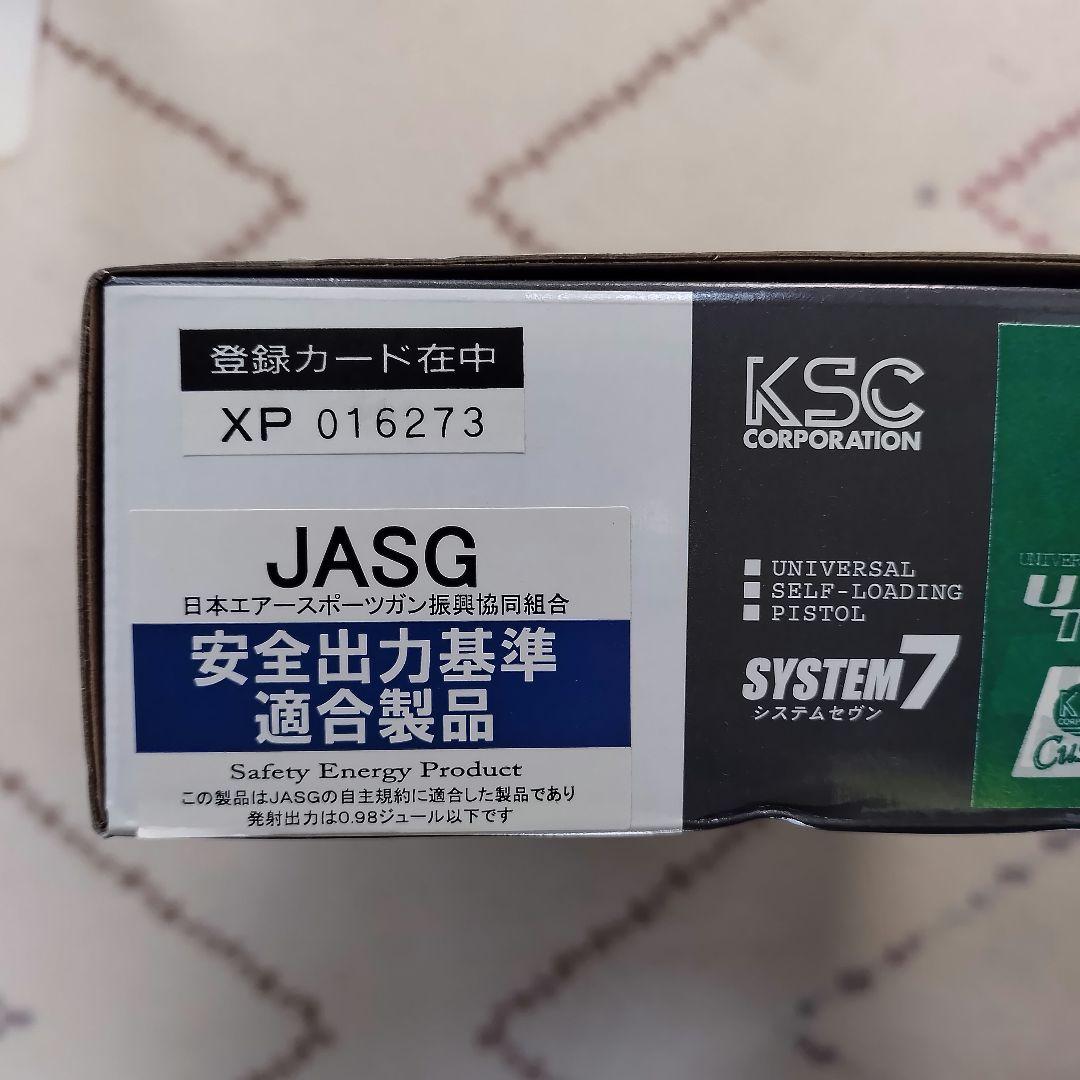 登録カード在中
XP 016273
JASG
日本エアースポーツガン振興協同組合
安全出力基準
適合製品
Safety Energy Product
この製品はJASGの自主規約に適合した製品であり
発射出力は0.98ジュール以下です
KSC
CORPORATION
■ UNIVERSAL
■ SELF-LOADING
■ PISTOL
SYSTEM7
システムセヴン